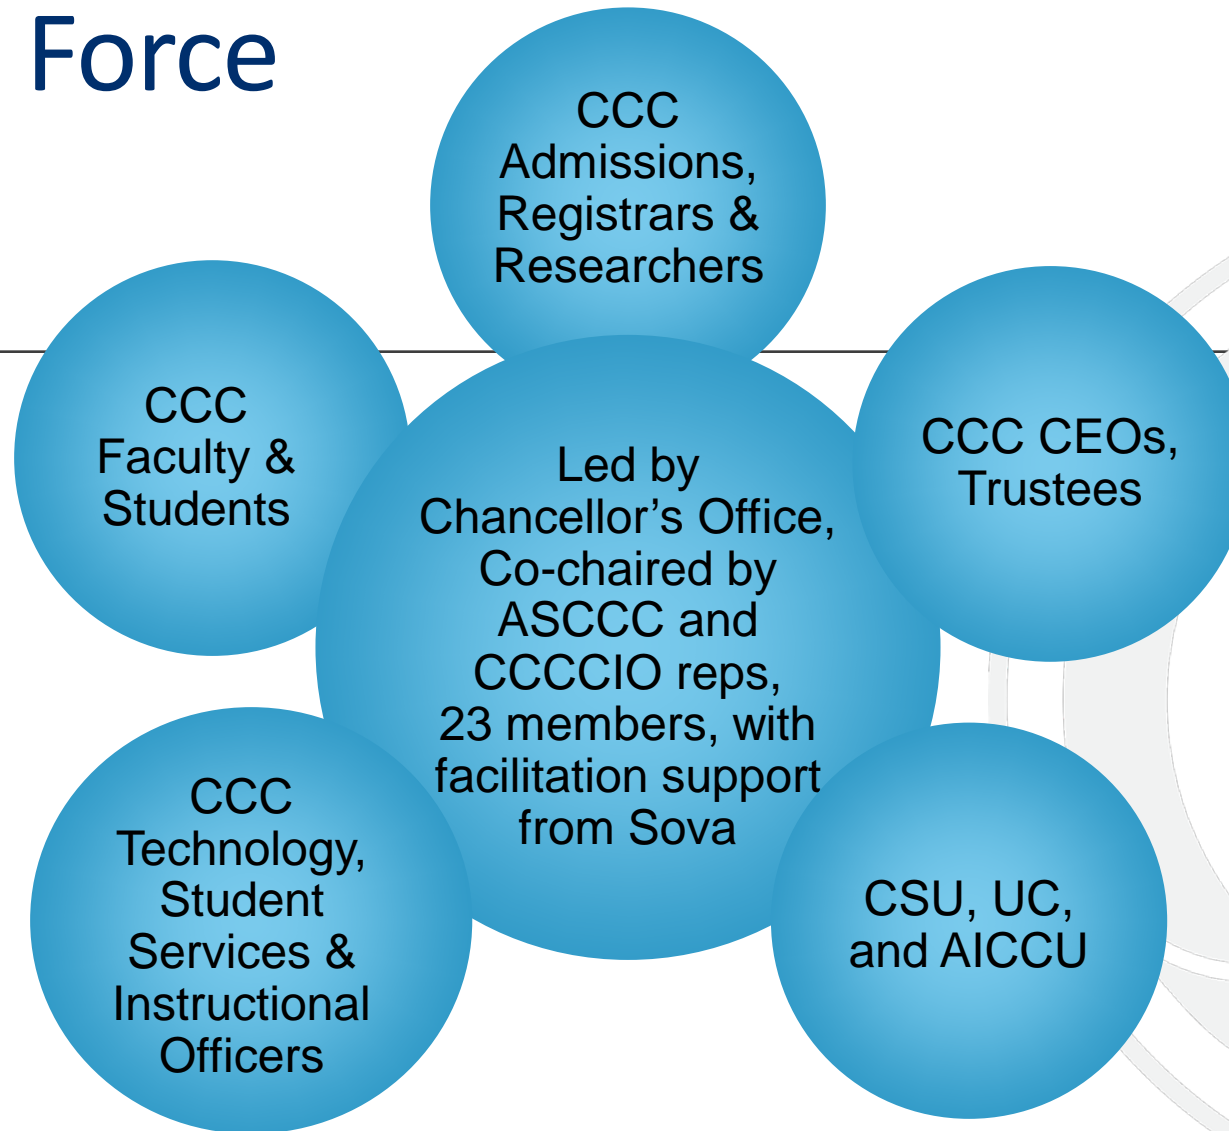 Force
CCC
Admissions,
Registrars &
Researchers
CCC
Faculty &
Students
CCC CEOs,
Trustees
Led by
Chancellor’s Office,
Co-chaired by
ASCCC and
CCCCIO reps,
23 members, with
facilitation support
from Sova
CCC
Technology,
Student
Services &
Instructional
Officers
CSU, UC,
and AICCU